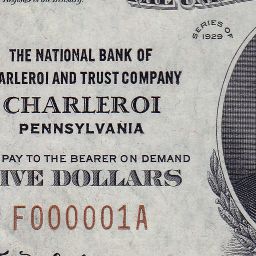 SERIES OF
1929
THE NATIONAL BANK OF
ARLEROI AND TRUST COMPANY
CHARLEROI
PENNSYLVANIA
PAY TO THE BEARER ON DEMAND
IVE DOLLARS
F000001A